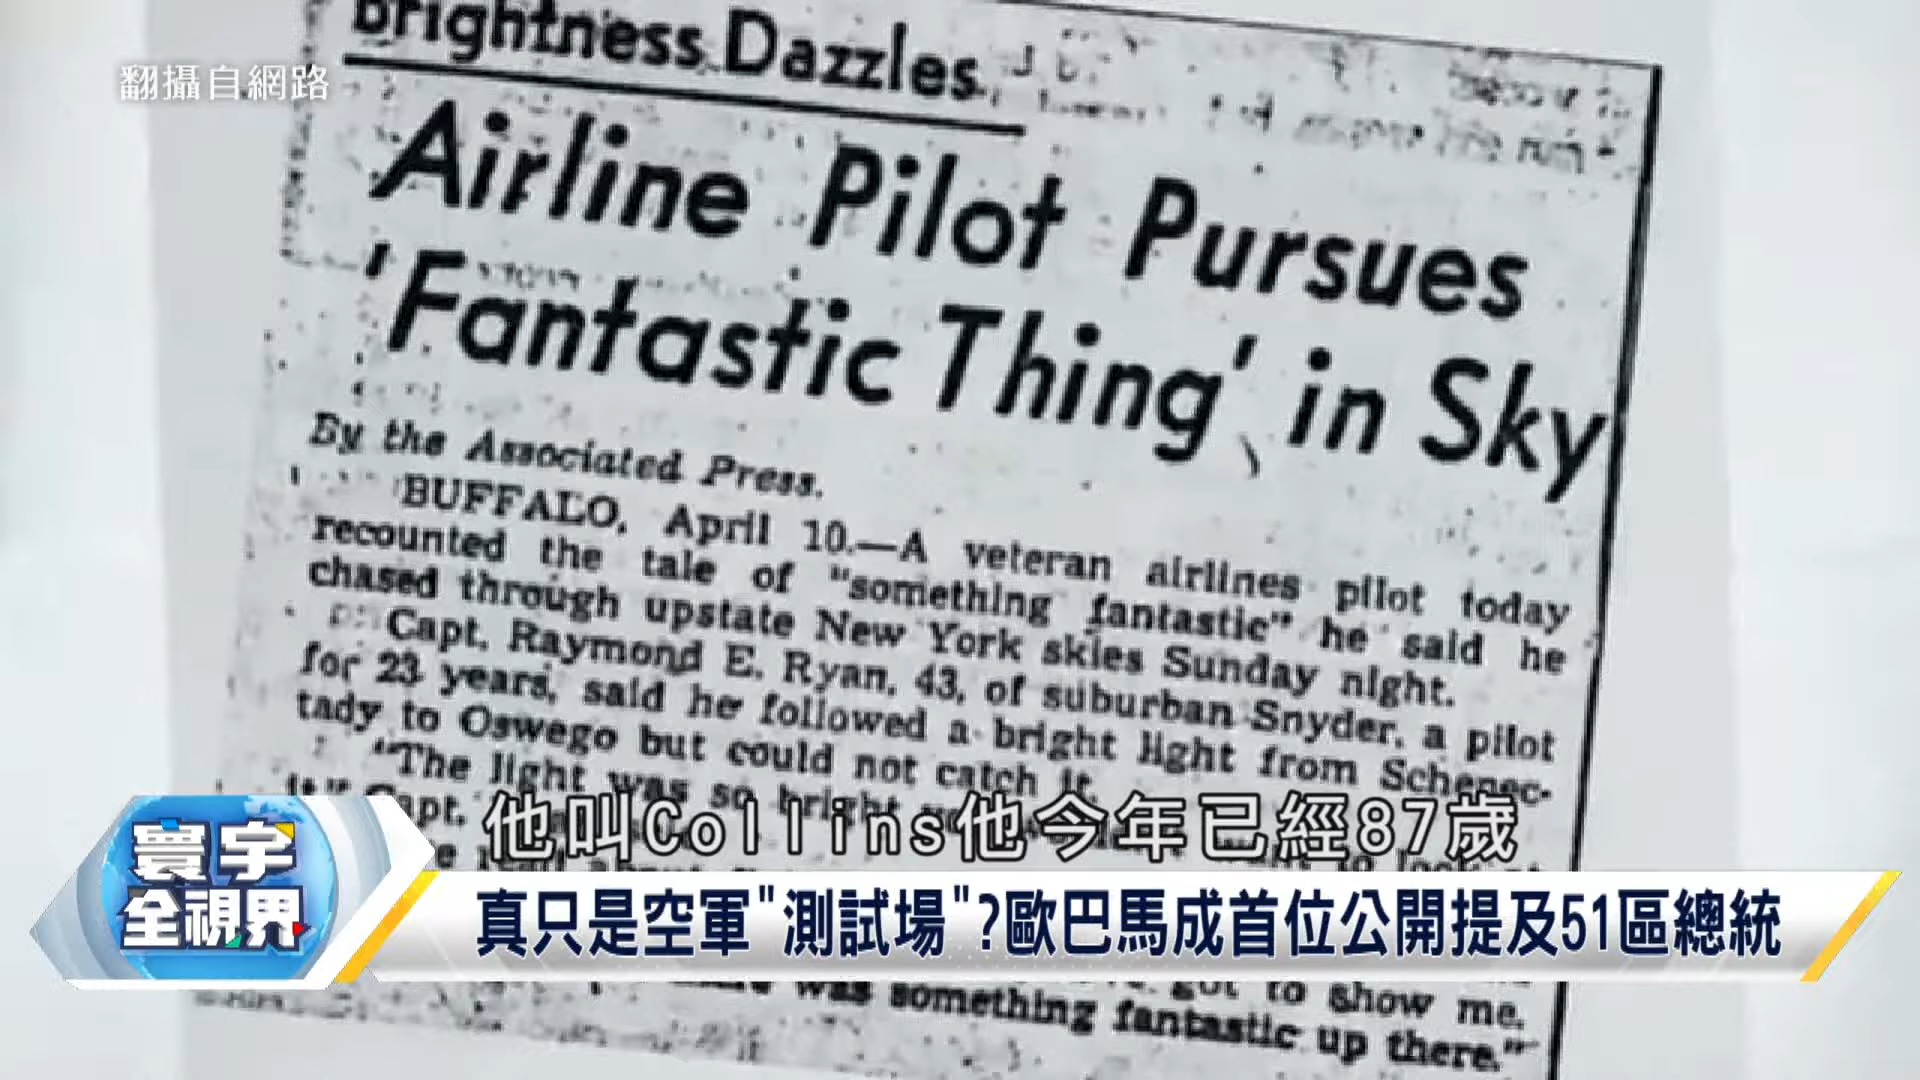 翻攝自網路
Brightness Dazzles
Airline Pilot Pursues
'Fantastic Thing' in Sky
By the Associated Press.
BUFFALO, April 10.—A veteran airlines pilot today
recounted the tale of "something fantastic" he said he
chased through upstate New York skies Sunday night.
Capt. Raymond E. Ryan, 43, of suburban Snyder, a pilot
for 23 years, said he followed a bright light from Schenec-
tady to Oswego but could not catch it.
"The light was so bright
it," Capt.
他叫Collins他今年已經87歲
寰宇
全視界
真只是空軍"測試場"?歐巴馬成首位公開提及51區總統
got to show me.
was something fantastic up there."